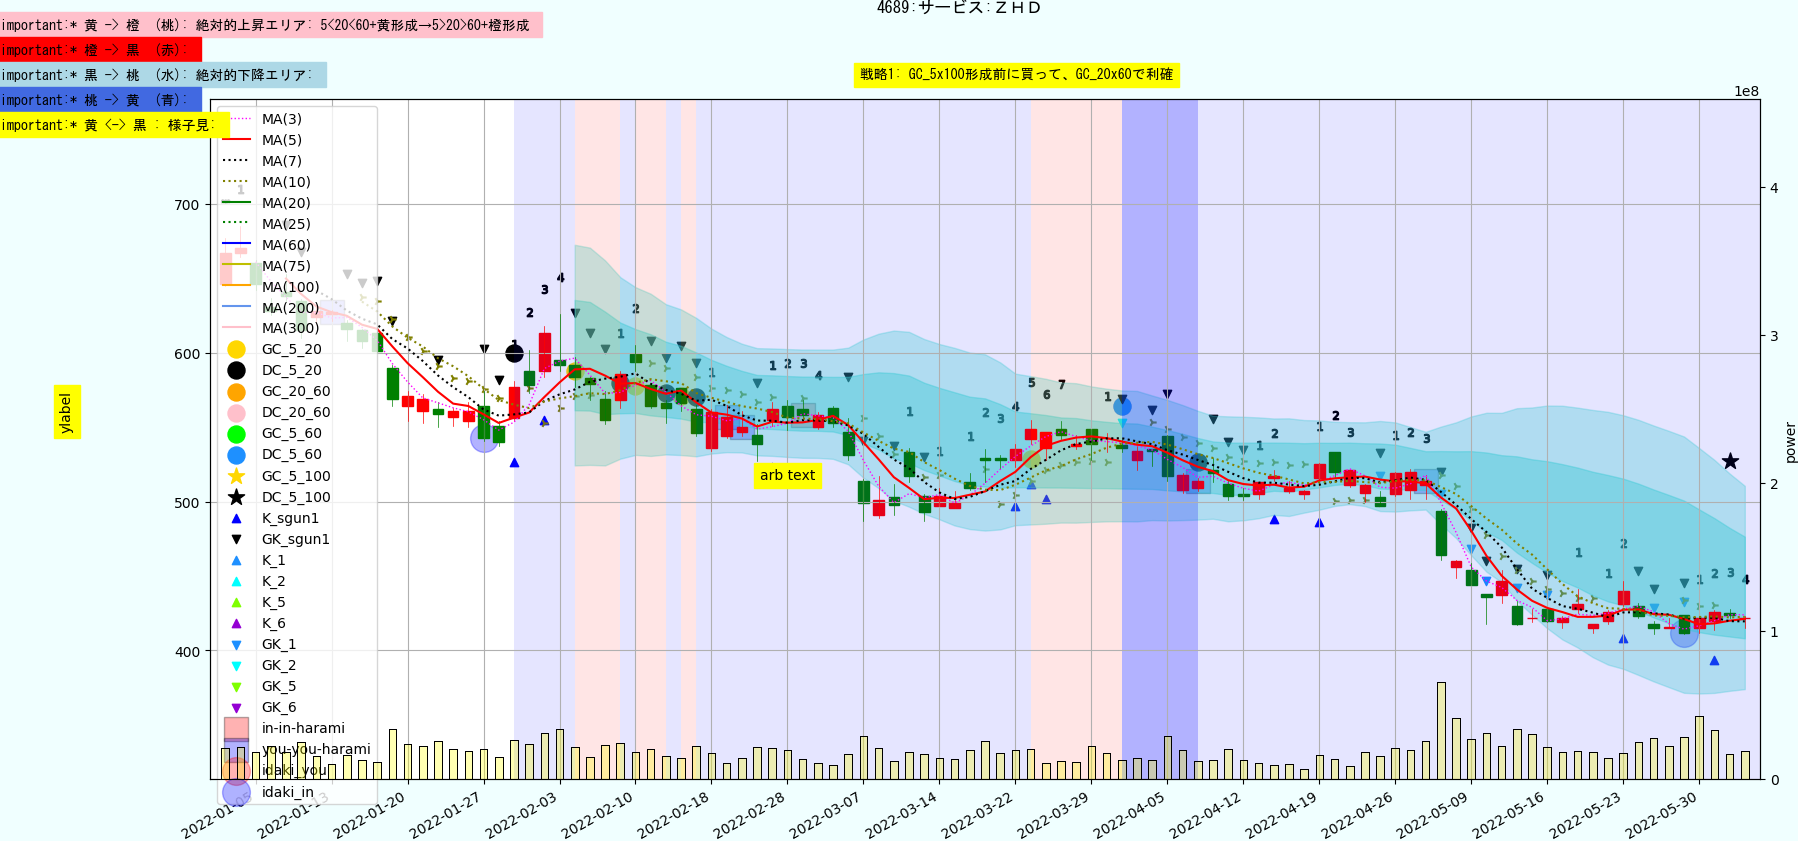 4689:サービス:ZHD
important:* 黄 -> 橙 (桃): 絶対的上昇エリア: 5<20<60+黄形成→5>20>60+橙形成
important:* 橙 -> 黒 (赤):
important:* 黒 -> 桃 (水): 絶対的下降エリア:
important:* 桃 -> 黄 (青):
important:* 黄 <-> 黒 : 様子見:
戦略1: GC_5x100形成前に買って、GC_20x60で利確
1e8
MA(3)
MA(5)
MA(7)
MA(10)
MA(20)
MA(25)
MA(60)
MA(75)
MA(100)
MA(200)
MA(300)
GC_5_20
DC_5_20
GC_20_60
DC_20_60
GC_5_60
DC_5_60
GC_5_100
DC_5_100
K_sgun1
GK_sgun1
K_1
K_2
K_5
K_6
GK_1
GK_2
GK_5
GK_6
in-in-harami
you-you-harami
idaki_you
idaki_in
700
600
500
400
ylabel
arb text
4
3
2
1
0
power
2022-01-05
2022-01-13
2022-01-20
2022-01-27
2022-02-03
2022-02-10
2022-02-18
2022-02-28
2022-03-07
2022-03-14
2022-03-22
2022-03-29
2022-04-05
2022-04-12
2022-04-19
2022-04-26
2022-05-09
2022-05-16
2022-05-23
2022-05-30